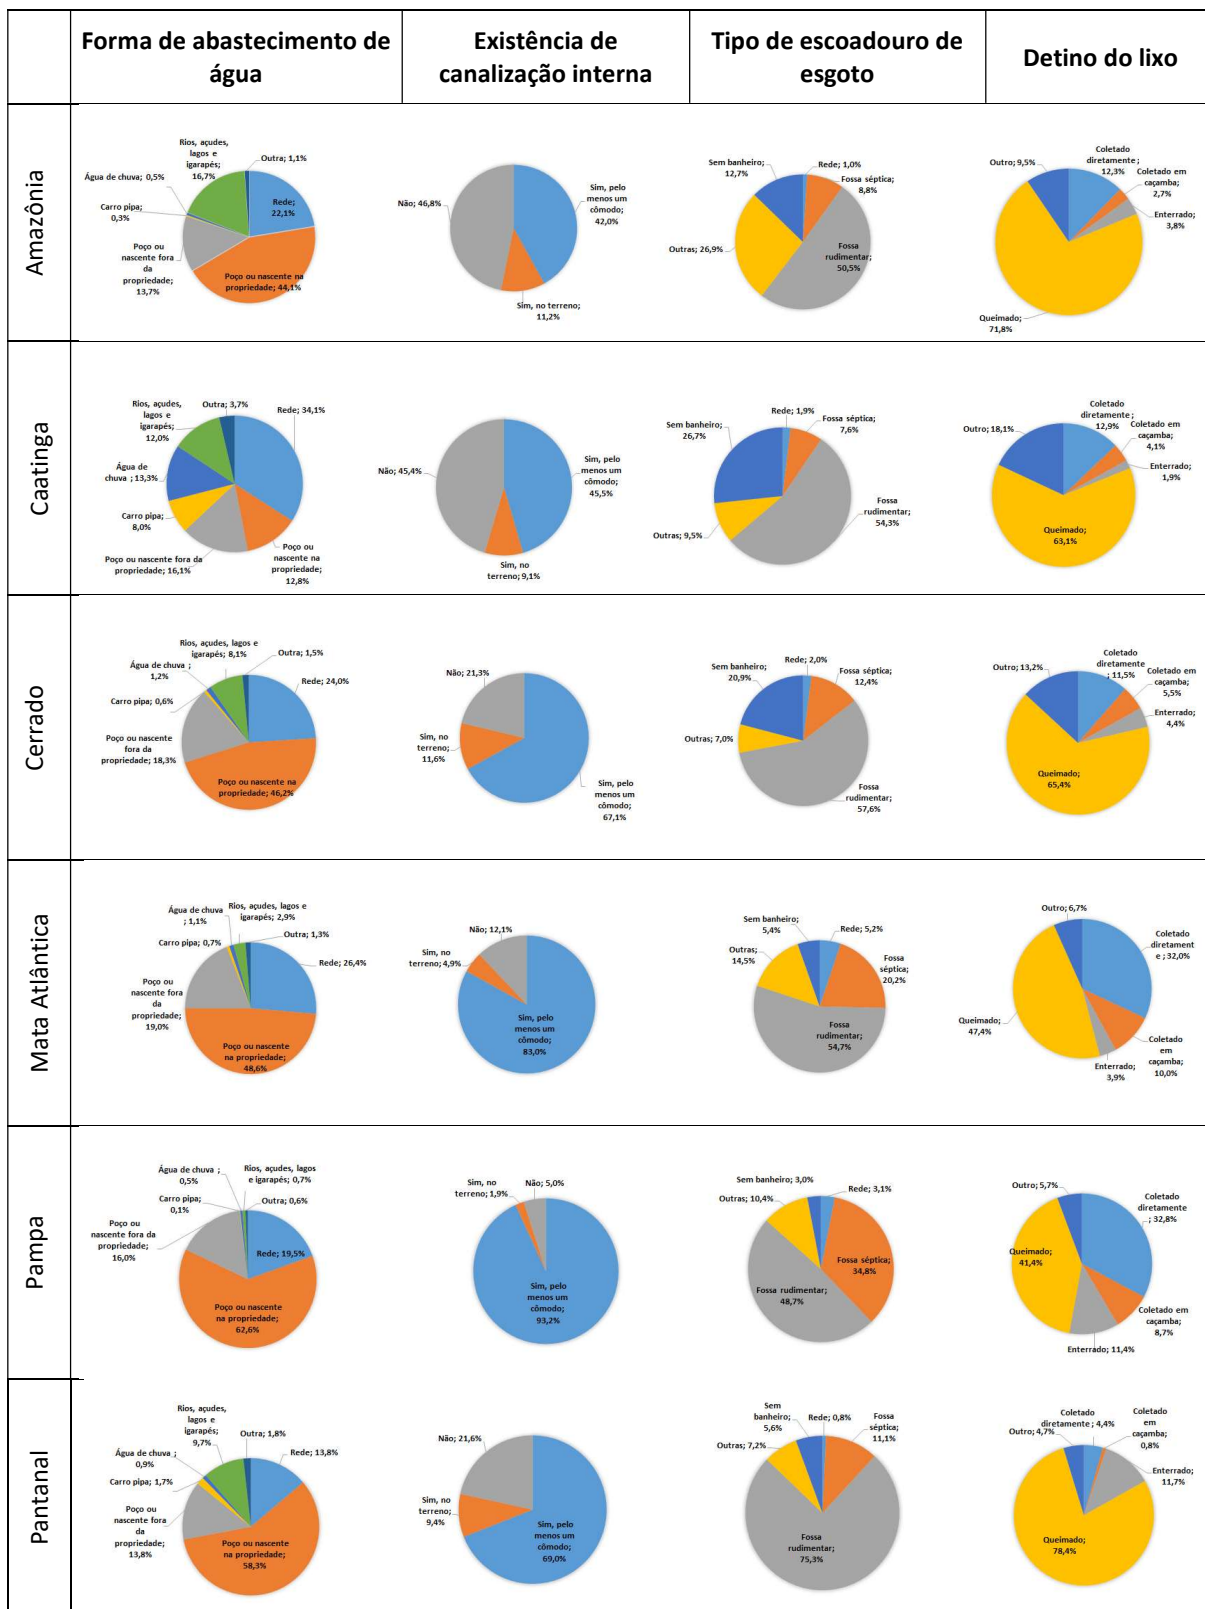 Forma de abastecimento de
água
Existência de
canalização interna
Tipo de escoadouro de
esgoto
Detino do lixo
Amazônia
Rios, açudes,
lagos e
igarapés;
16,7%
Outra; 1,1%
Água de chuva; 0,5%
Carro pipa;
0,3%
Rede;
22,1%
Poço ou
nascente fora
da
propriedade;
13,7%
Poço ou nascente na
propriedade; 44,1%
Não; 46,8%
Sim, pelo
menos um
cômodo;
42,0%
Sim, no terreno;
11,2%
Sem banheiro;
12,7%
Rede; 1,0%
Fossa séptica;
8,8%
Outras; 26,9%
Fossa
rudimentar;
50,5%
Outro; 9,5%
Coletado
diretamente ;
12,3%
Coletado em
caçamba;
2,7%
Enterrado;
3,8%
Queimado;
71,8%
Caatinga
Rios, açudes,
lagos e
igarapés;
12,0%
Outra; 3,7%
Rede; 34,1%
Água de
chuva ; 13,3%
Carro pipa;
8,0%
Poço ou nascente fora da
propriedade; 16,1%
Poço ou
nascente na
propriedade;
12,8%
Não; 45,4%
Sim, pelo
menos um
cômodo;
45,5%
Sim, no
terreno; 9,1%
Sem banheiro;
26,7%
Rede; 1,9%
Fossa séptica;
7,6%
Outras; 9,5%
Fossa
rudimentar;
54,3%
Outro; 18,1%
Coletado
diretamente ;
12,9%
Coletado em
caçamba;
4,1%
Enterrado;
1,9%
Queimado;
63,1%
Cerrado
Rios, açudes, lagos e
igarapés; 8,1%
Outra; 1,5%
Água de chuva ;
1,2%
Rede; 24,0%
Carro pipa; 0,6%
Poço ou nascente
fora da
propriedade; 18,3%
Poço ou nascente na
propriedade; 46,2%
Não; 21,3%
Sim, no
terreno;
11,6%
Sim, pelo
menos um
cômodo;
67,1%
Sem banheiro;
20,9%
Rede; 2,0%
Fossa séptica;
12,4%
Outras; 7,0%
Fossa
rudimentar;
57,6%
Outro; 13,2%
Coletado
diretamente
; 11,5%
Coletado em
caçamba;
5,5%
Enterrado;
4,4%
Queimado;
65,4%
Mata Atlântica
Água de chuva
; 1,1%
Rios, açudes, lagos e
igarapés; 2,9%
Outra; 1,3%
Carro pipa; 0,7%
Rede; 26,4%
Poço ou
nascente fora
da
propriedade;
19,0%
Poço ou nascente
na propriedade;
48,6%
Não; 12,1%
Sim, no
terreno; 4,9%
Sim, pelo
menos um
cômodo;
83,0%
Sem banheiro;
5,4%
Rede; 5,2%
Outras;
14,5%
Fossa
séptica;
20,2%
Fossa
rudimentar;
54,7%
Outro; 6,7%
Coletado
diretament
e ; 32,0%
Queimado;
47,4%
Enterrado;
3,9%
Coletado
em
caçamba;
10,0%
Pampa
Água de chuva ;
0,5%
Rios, açudes, lagos
e igarapés; 0,7%
Carro pipa;
0,1%
Outra; 0,6%
Poço ou
nascente fora da
propriedade;
16,0%
Rede; 19,5%
Poço ou nascente
na propriedade;
62,6%
Sim, no
terreno; 1,9%
Não; 5,0%
Sim, pelo
menos um
cômodo;
93,2%
Sem banheiro; 3,0%
Rede; 3,1%
Outras; 10,4%
Fossa séptica;
34,8%
Fossa rudimentar;
48,7%
Outro; 5,7%
Coletado
diretamente
; 32,8%
Queimado;
41,4%
Coletado em
caçamba;
8,7%
Enterrado; 11,4%
Pantanal
Rios, açudes,
lagos e
igarapés;
9,7%
Outra; 1,8%
Rede; 13,8%
Água de chuva ;
0,9%
Carro pipa; 1,7%
Poço ou
nascente fora
da
propriedade;
13,8%
Poço ou nascente na
propriedade;
58,3%
Não; 21,6%
Sim, no
terreno;
9,4%
Sim, pelo
menos um
cômodo;
69,0%
Sem
banheiro;
5,6%
Rede; 0,8%
Fossa
séptica;
11,1%
Outras; 7,2%
Fossa
rudimentar;
75,3%
Outro; 4,7%
Coletado
diretamente ; 4,4%
Coletado
em
caçamba;
0,8%
Enterrado;
11,7%
Queimado;
78,4%